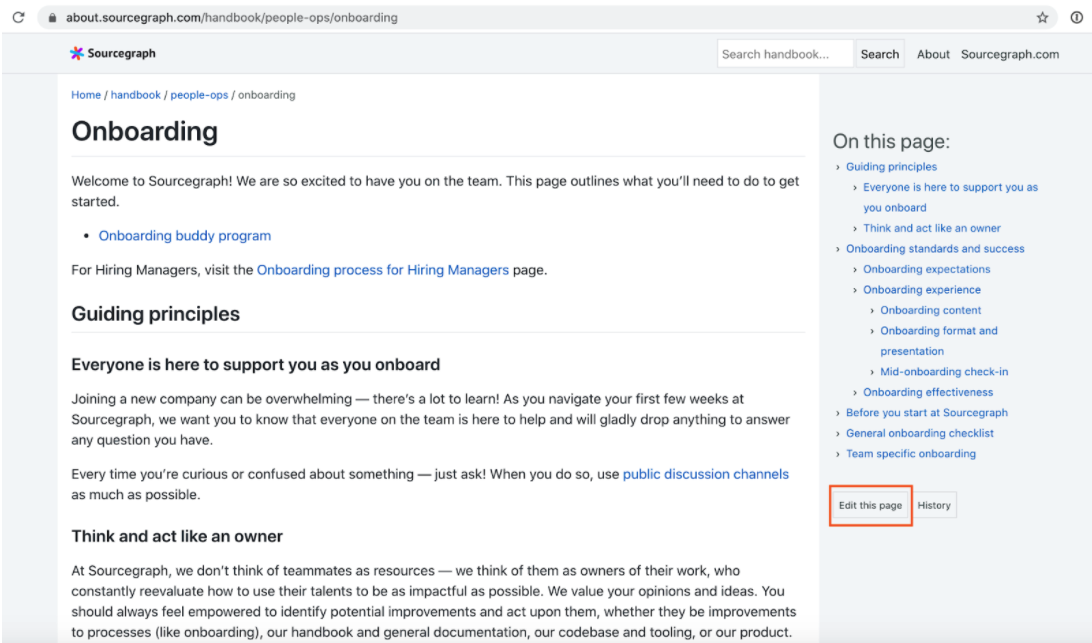 about.sourcegraph.com/handbook/people-ops/onboarding
Sourcegraph
Search handbook...
Search
About
Sourcegraph.com
Home / handbook / people-ops / onboarding
Onboarding
Welcome to Sourcegraph! We are so excited to have you on the team. This page outlines what you'll need to do to get
started.
• Onboarding buddy program
For Hiring Managers, visit the Onboarding process for Hiring Managers page.
Guiding principles
Everyone is here to support you as you onboard
Joining a new company can be overwhelming — there's a lot to learn! As you navigate your first few weeks at
Sourcegraph, we want you to know that everyone on the team is here to help and will gladly drop anything to answer
any question you have.
Every time you're curious or confused about something — just ask! When you do so, use public discussion channels
as much as possible.
Think and act like an owner
At Sourcegraph, we don't think of teammates as resources — we think of them as owners of their work, who
constantly reevaluate how to use their talents to be as impactful as possible. We value your opinions and ideas. You
should always feel empowered to identify potential improvements and act upon them, whether they be improvements
to processes (like onboarding), our handbook and general documentation, our codebase and tooling, or our product.
On this page:
› Guiding principles
› Everyone is here to support you as
you onboard
› Think and act like an owner
› Onboarding standards and success
› Onboarding expectations
› Onboarding experience
› Onboarding content
› Onboarding format and
presentation
› Mid-onboarding check-in
› Onboarding effectiveness
› Before you start at Sourcegraph
› General onboarding checklist
› Team specific onboarding
Edit this page
History